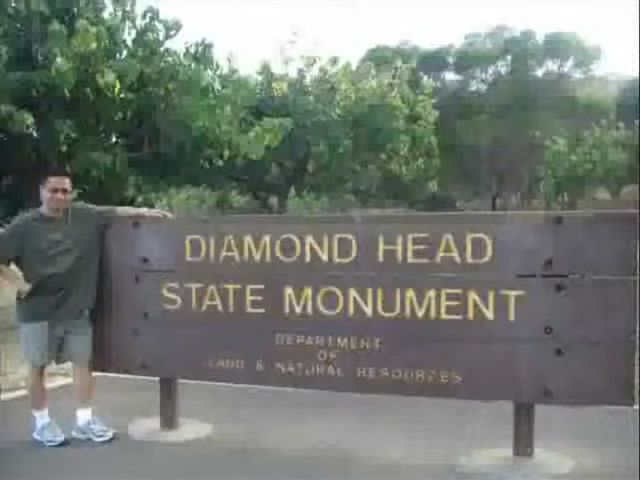 DIAMOND HEAD
STATE MONUMENT
DEPARTMENT
OF
LAND & NATURAL RESOURCES